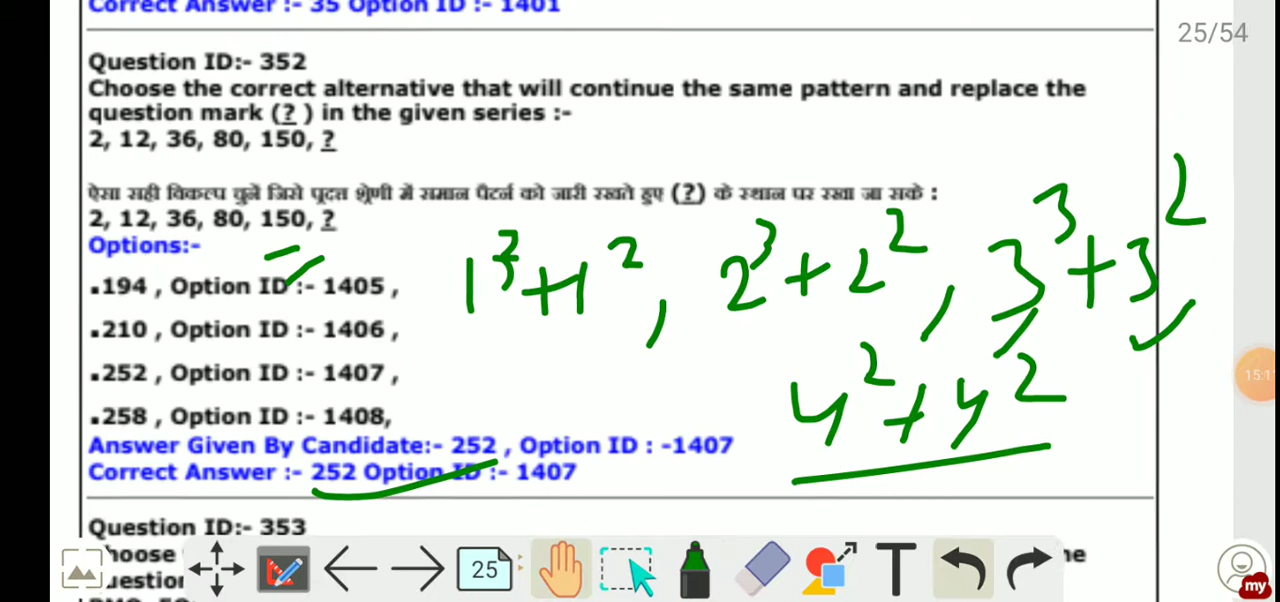 Correct Answer :- 35 Option ID :- 1401
25/54
Question ID:- 352
Choose the correct alternative that will continue the same pattern and replace the
question mark (? ) in the given series :-
2, 12, 36, 80, 150, ?
ऐसा सही विकल्प चुनें जिसे प्रदत्त श्रेणी में समान पैटर्न को जारी रखते हुए (?) के स्थान पर रखा जा सके :
2, 12, 36, 80, 150, ?
Options:-
.194 , Option ID :- 1405 ,
.210 , Option ID :- 1406 ,
.252 , Option ID :- 1407 ,
.258 , Option ID :- 1408,
1³+1² , 2³+2² , 3³+3² ,
4²+4²
Answer Given By Candidate:- 252 , Option ID : -1407
Correct Answer :- 252 Option ID :- 1407
15:1
Question ID:- 353
25
T
my